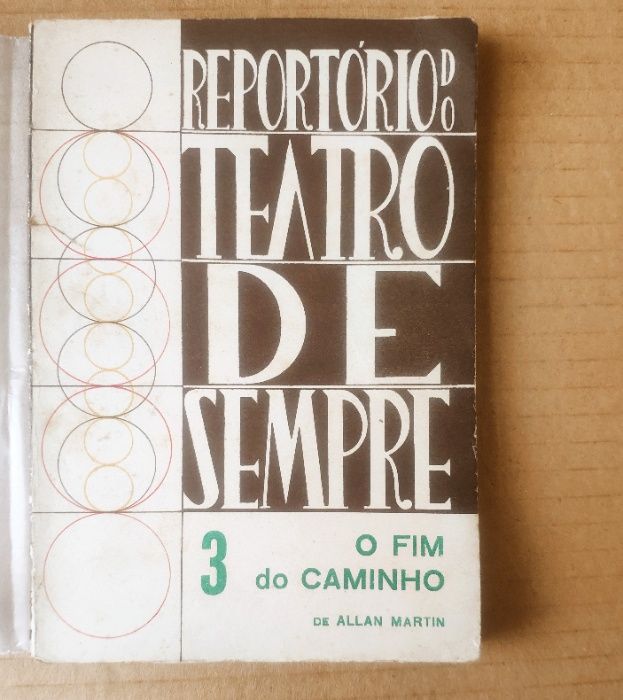 REPORTÓRIO DO
TEATRO
DE
SEMPRE
3 O FIM
do CAMINHO
DE ALLAN MARTIN